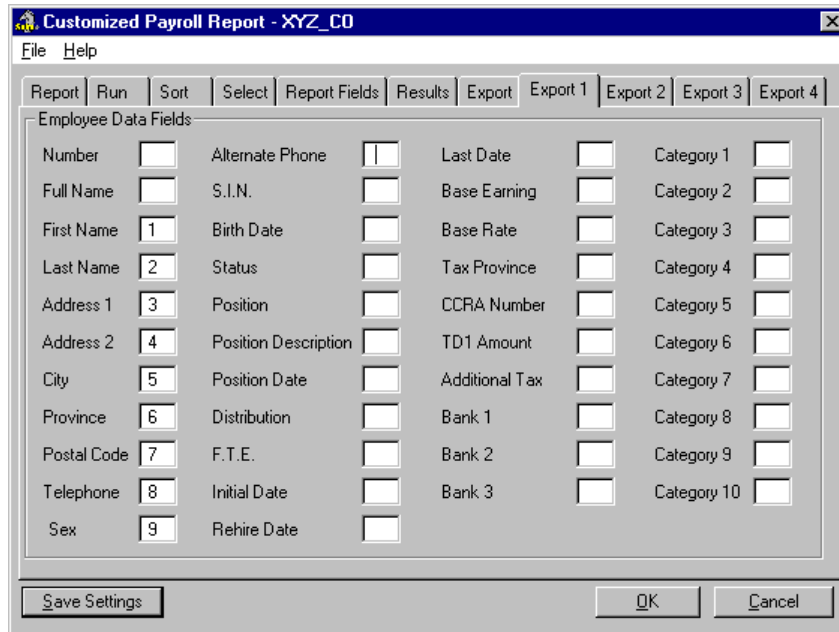 Customized Payroll Report - XYZ_CO
File Help
Report Run Sort Select Report Fields Results Export Export 1 Export 2 Export 3 Export 4
Employee Data Fields
Number Alternate Phone Last Date Category 1
Full Name S.I.N. Base Earning Category 2
First Name 1 Birth Date Base Rate Category 3
Last Name 2 Status Tax Province Category 4
Address 1 3 Position CCRA Number Category 5
Address 2 4 Position Description TD1 Amount Category 6
City 5 Position Date Additional Tax Category 7
Province 6 Distribution Bank 1 Category 8
Postal Code 7 F.T.E. Bank 2 Category 9
Telephone 8 Initial Date Bank 3 Category 10
Sex 9 Rehire Date
Save Settings OK Cancel